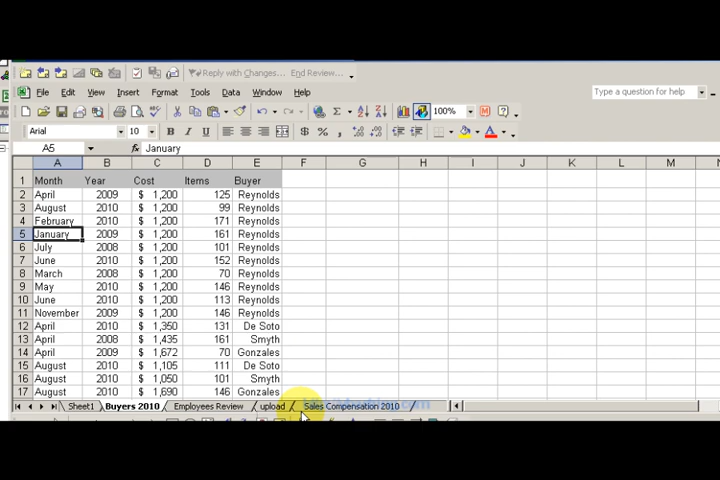 Reply with Changes... End Review...
File Edit View Insert Format Tools Data Window Help Type a question for help
Σ 100%
Arial 10 B I U $ % ,
A5 January
A B C D E F G H I J K L M N
1 Month Year Cost Items Buyer
2 April 2009 $ 1,200 125 Reynolds
3 August 2010 $ 1,200 99 Reynolds
4 February 2010 $ 1,200 171 Reynolds
5 January 2009 $ 1,200 161 Reynolds
6 July 2008 $ 1,200 101 Reynolds
7 June 2010 $ 1,200 152 Reynolds
8 March 2008 $ 1,200 70 Reynolds
9 May 2010 $ 1,200 146 Reynolds
10 June 2010 $ 1,200 113 Reynolds
11 November 2009 $ 1,200 146 Reynolds
12 April 2010 $ 1,350 131 De Soto
13 April 2008 $ 1,435 161 Smyth
14 April 2009 $ 1,672 70 Gonzales
15 August 2010 $ 1,105 111 De Soto
16 August 2010 $ 1,050 101 Smyth
17 August 2010 $ 1,690 146 Gonzales
Sheet1 Buyers 2010 Employees Review upload Sales Compensation 2010